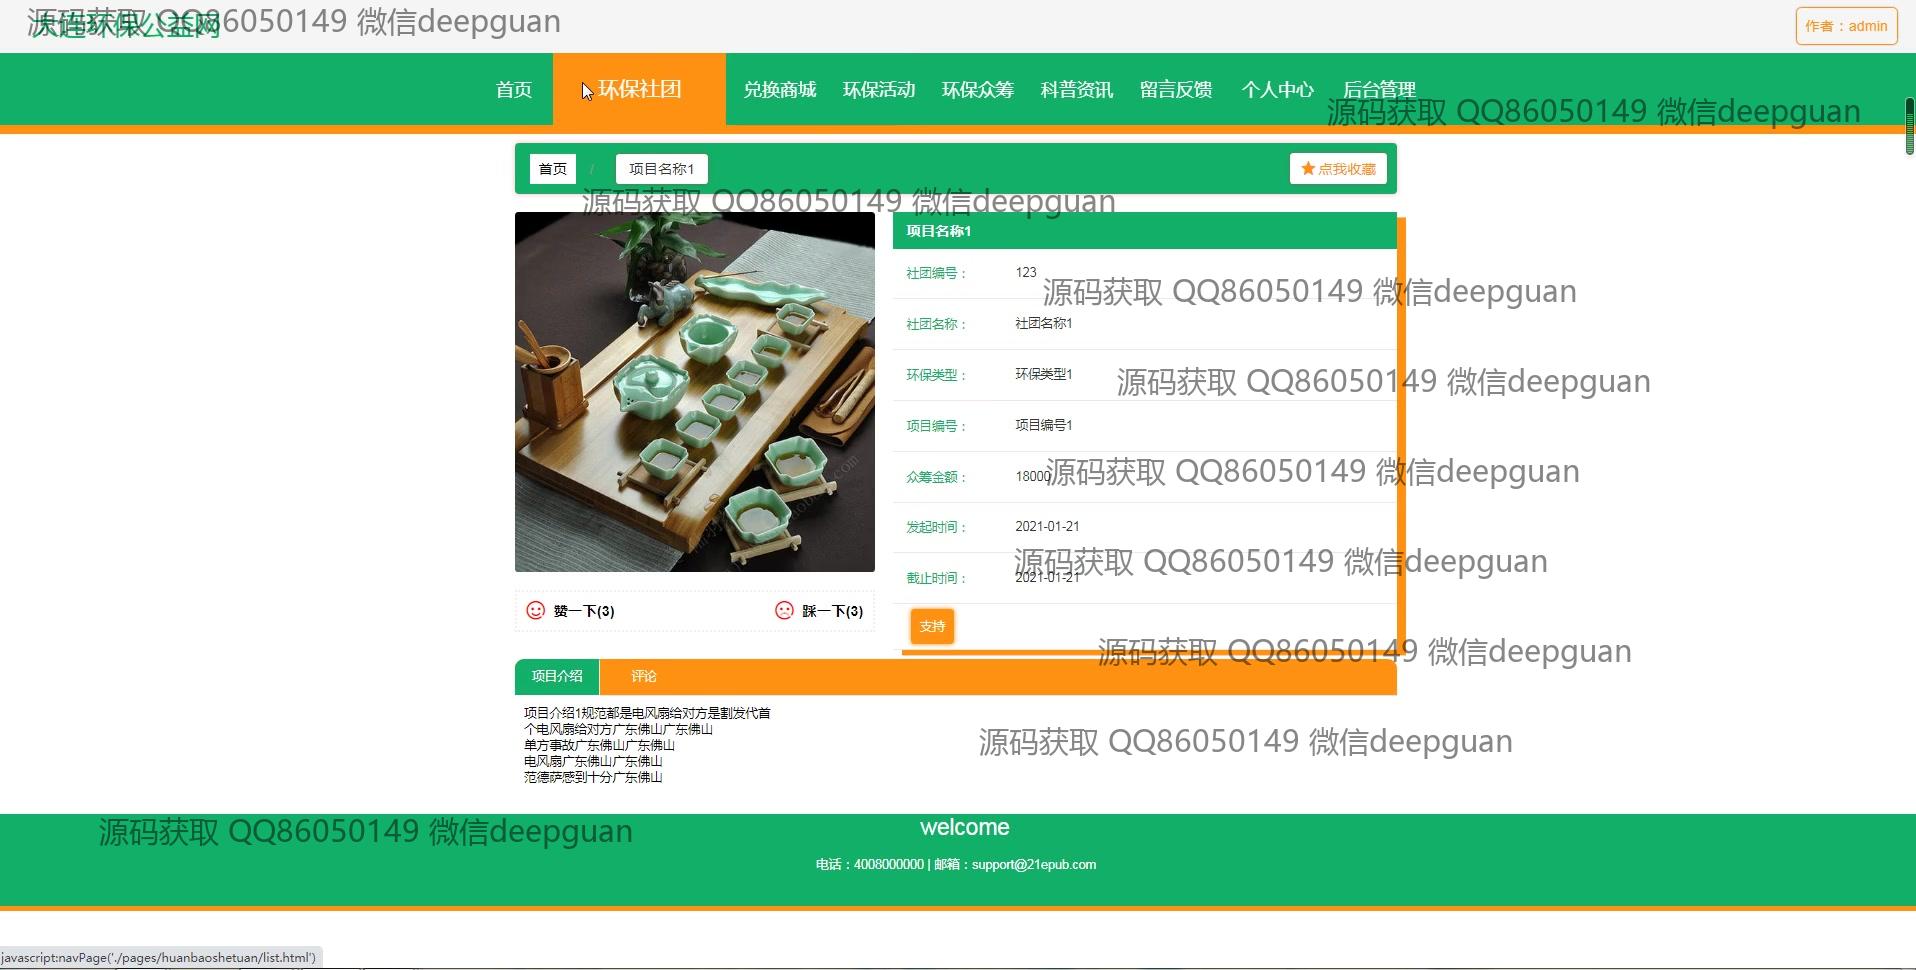 大连环保公益网
源码获取 QQ86050149 微信deepguan
作者：admin
首页
环保社团
兑换商城
环保活动
环保众筹
科普资讯
留言反馈
个人中心
后台管理
源码获取 QQ86050149 微信deepguan
首页 / 项目名称1
★点我收藏
源码获取 QQ86050149 微信deepguan
项目名称1
社团编号： 123
源码获取 QQ86050149 微信deepguan
社团名称： 社团名称1
环保类型： 环保类型1
源码获取 QQ86050149 微信deepguan
项目编号： 项目编号1
众筹金额： 18000
源码获取 QQ86050149 微信deepguan
发起时间： 2021-01-21
源码获取 QQ86050149 微信deepguan
截止时间： 2021-01-21
赞一下(3)
踩一下(3)
支持
源码获取 QQ86050149 微信deepguan
项目介绍
评论
项目介绍1规范都是电风扇给对方是割发代首
个电风扇给对方广东佛山广东佛山
单方事故广东佛山广东佛山
电风扇广东佛山广东佛山
范德萨感到十分广东佛山
源码获取 QQ86050149 微信deepguan
源码获取 QQ86050149 微信deepguan
welcome
电话：4008000000 | 邮箱：support@21epub.com
javascript:navPage('./pages/huanbaoshetuan/list.html')